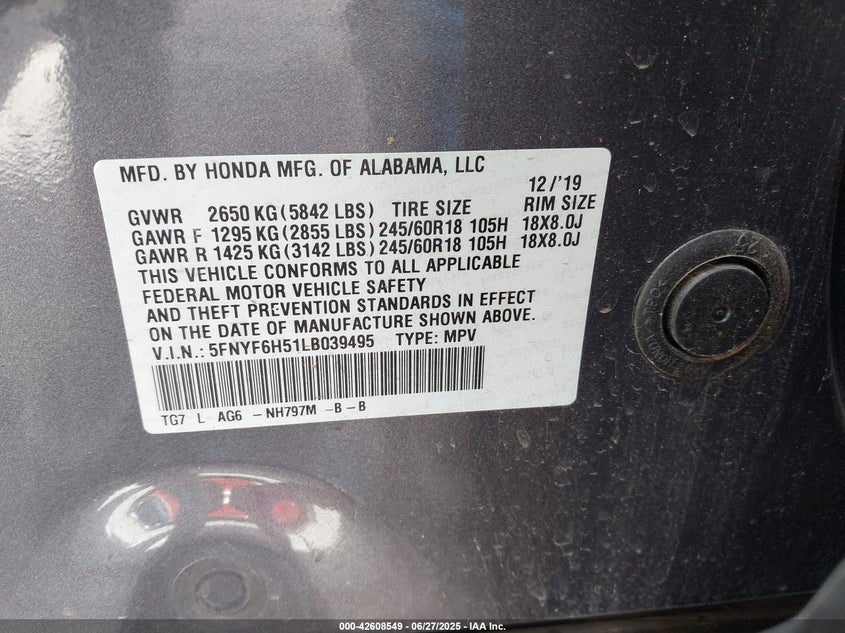 MFD. BY HONDA MFG. OF ALABAMA, LLC
12/'19
GVWR 2650 KG (5842 LBS) TIRE SIZE RIM SIZE
GAWR F 1295 KG (2855 LBS) 245/60R18 105H 18X8.0J
GAWR R 1425 KG (3142 LBS) 245/60R18 105H 18X8.0J
THIS VEHICLE CONFORMS TO ALL APPLICABLE
FEDERAL MOTOR VEHICLE SAFETY
AND THEFT PREVENTION STANDARDS IN EFFECT
ON THE DATE OF MANUFACTURE SHOWN ABOVE.
V.I.N.: 5FNYF6H51LB039495 TYPE: MPV
TG7 L- AG6 -NH797M -B-B
000-42608549 | 06/27/2025 - IAA Inc.